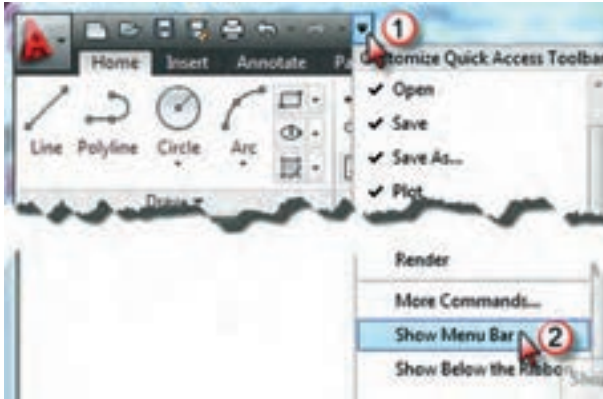 1
Home Insert Annotate
Customize Quick Access Toolbar
Open
Save
Save As...
Plot
Line Polyline Circle Arc
Draw
Render
More Commands...
Show Menu Bar
2
Show Below the Ribbon